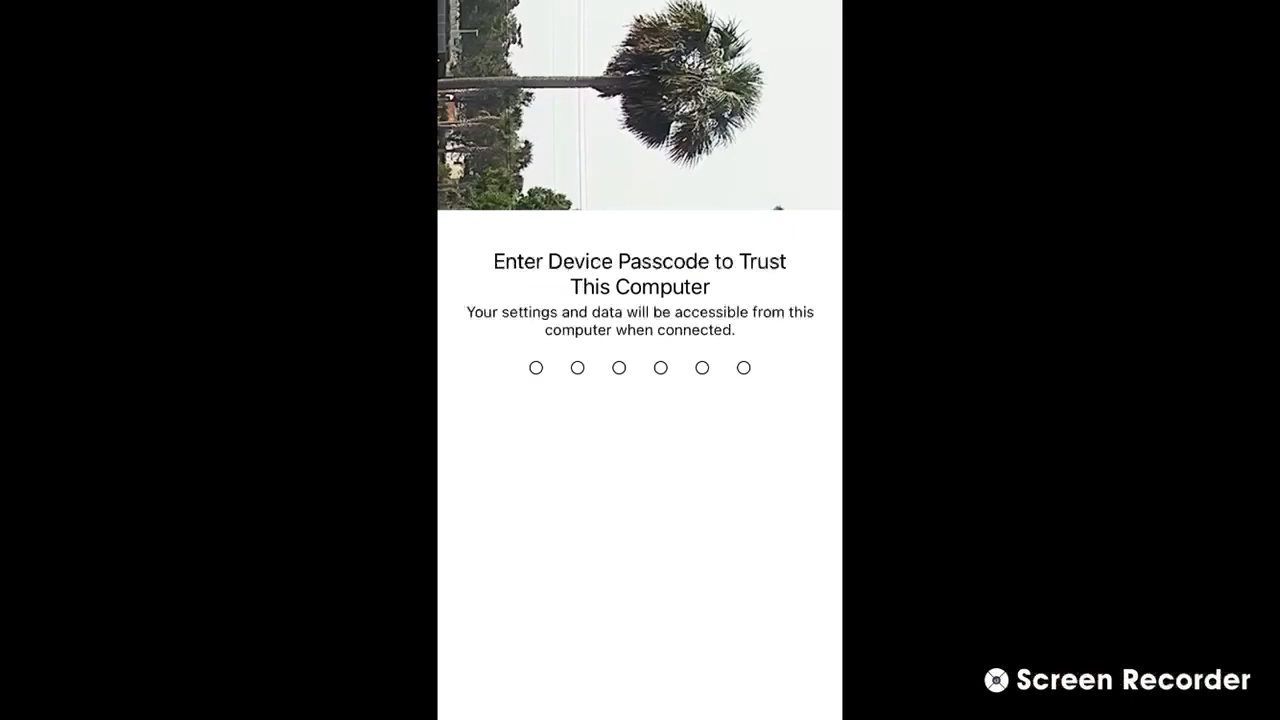 Enter Device Passcode to Trust
This Computer
Your settings and data will be accessible from this
computer when connected.
Screen Recorder